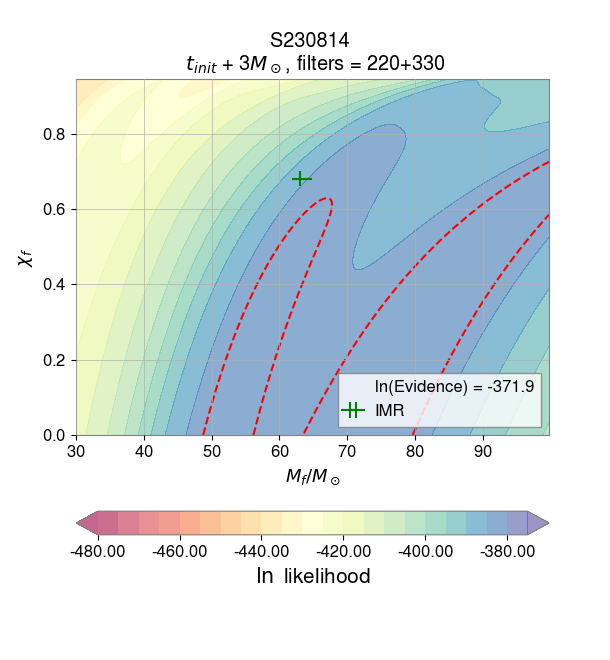 S230814
t_init + 3M_⊙, filters = 220+330
χ_f
0.8
0.6
0.4
0.2
0.0
30 40 50 60 70 80 90
M_f/M_⊙
ln(Evidence) = -371.9
IMR
-480.00 -460.00 -440.00 -420.00 -400.00 -380.00
ln likelihood